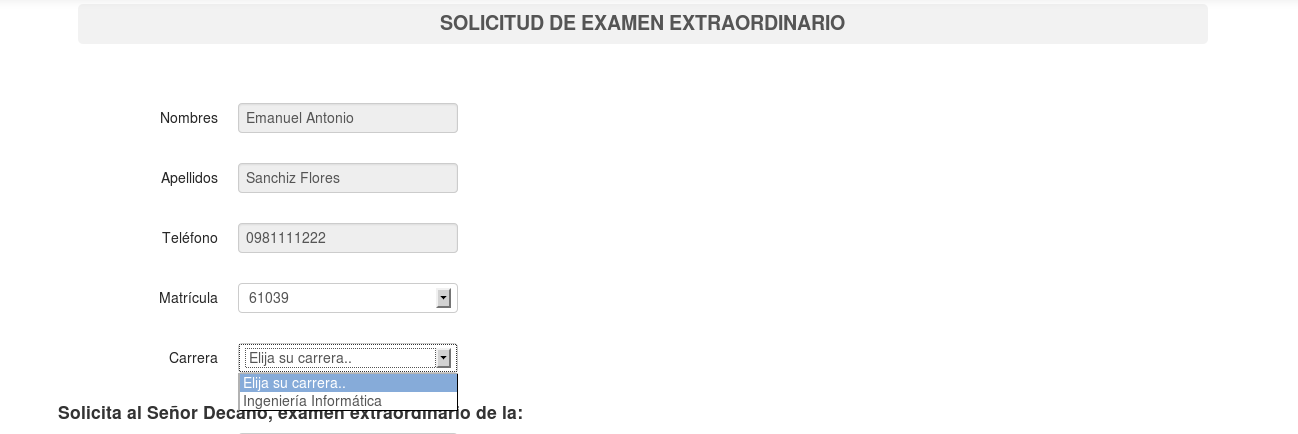 SOLICITUD DE EXAMEN EXTRAORDINARIO
Nombres Emanuel Antonio
Apellidos Sanchiz Flores
Teléfono 0981111222
Matrícula 61039
Carrera Elija su carrera..
Elija su carrera..
Ingeniería Informática
Solicita al Señor Decano, examen extraordinario de la: